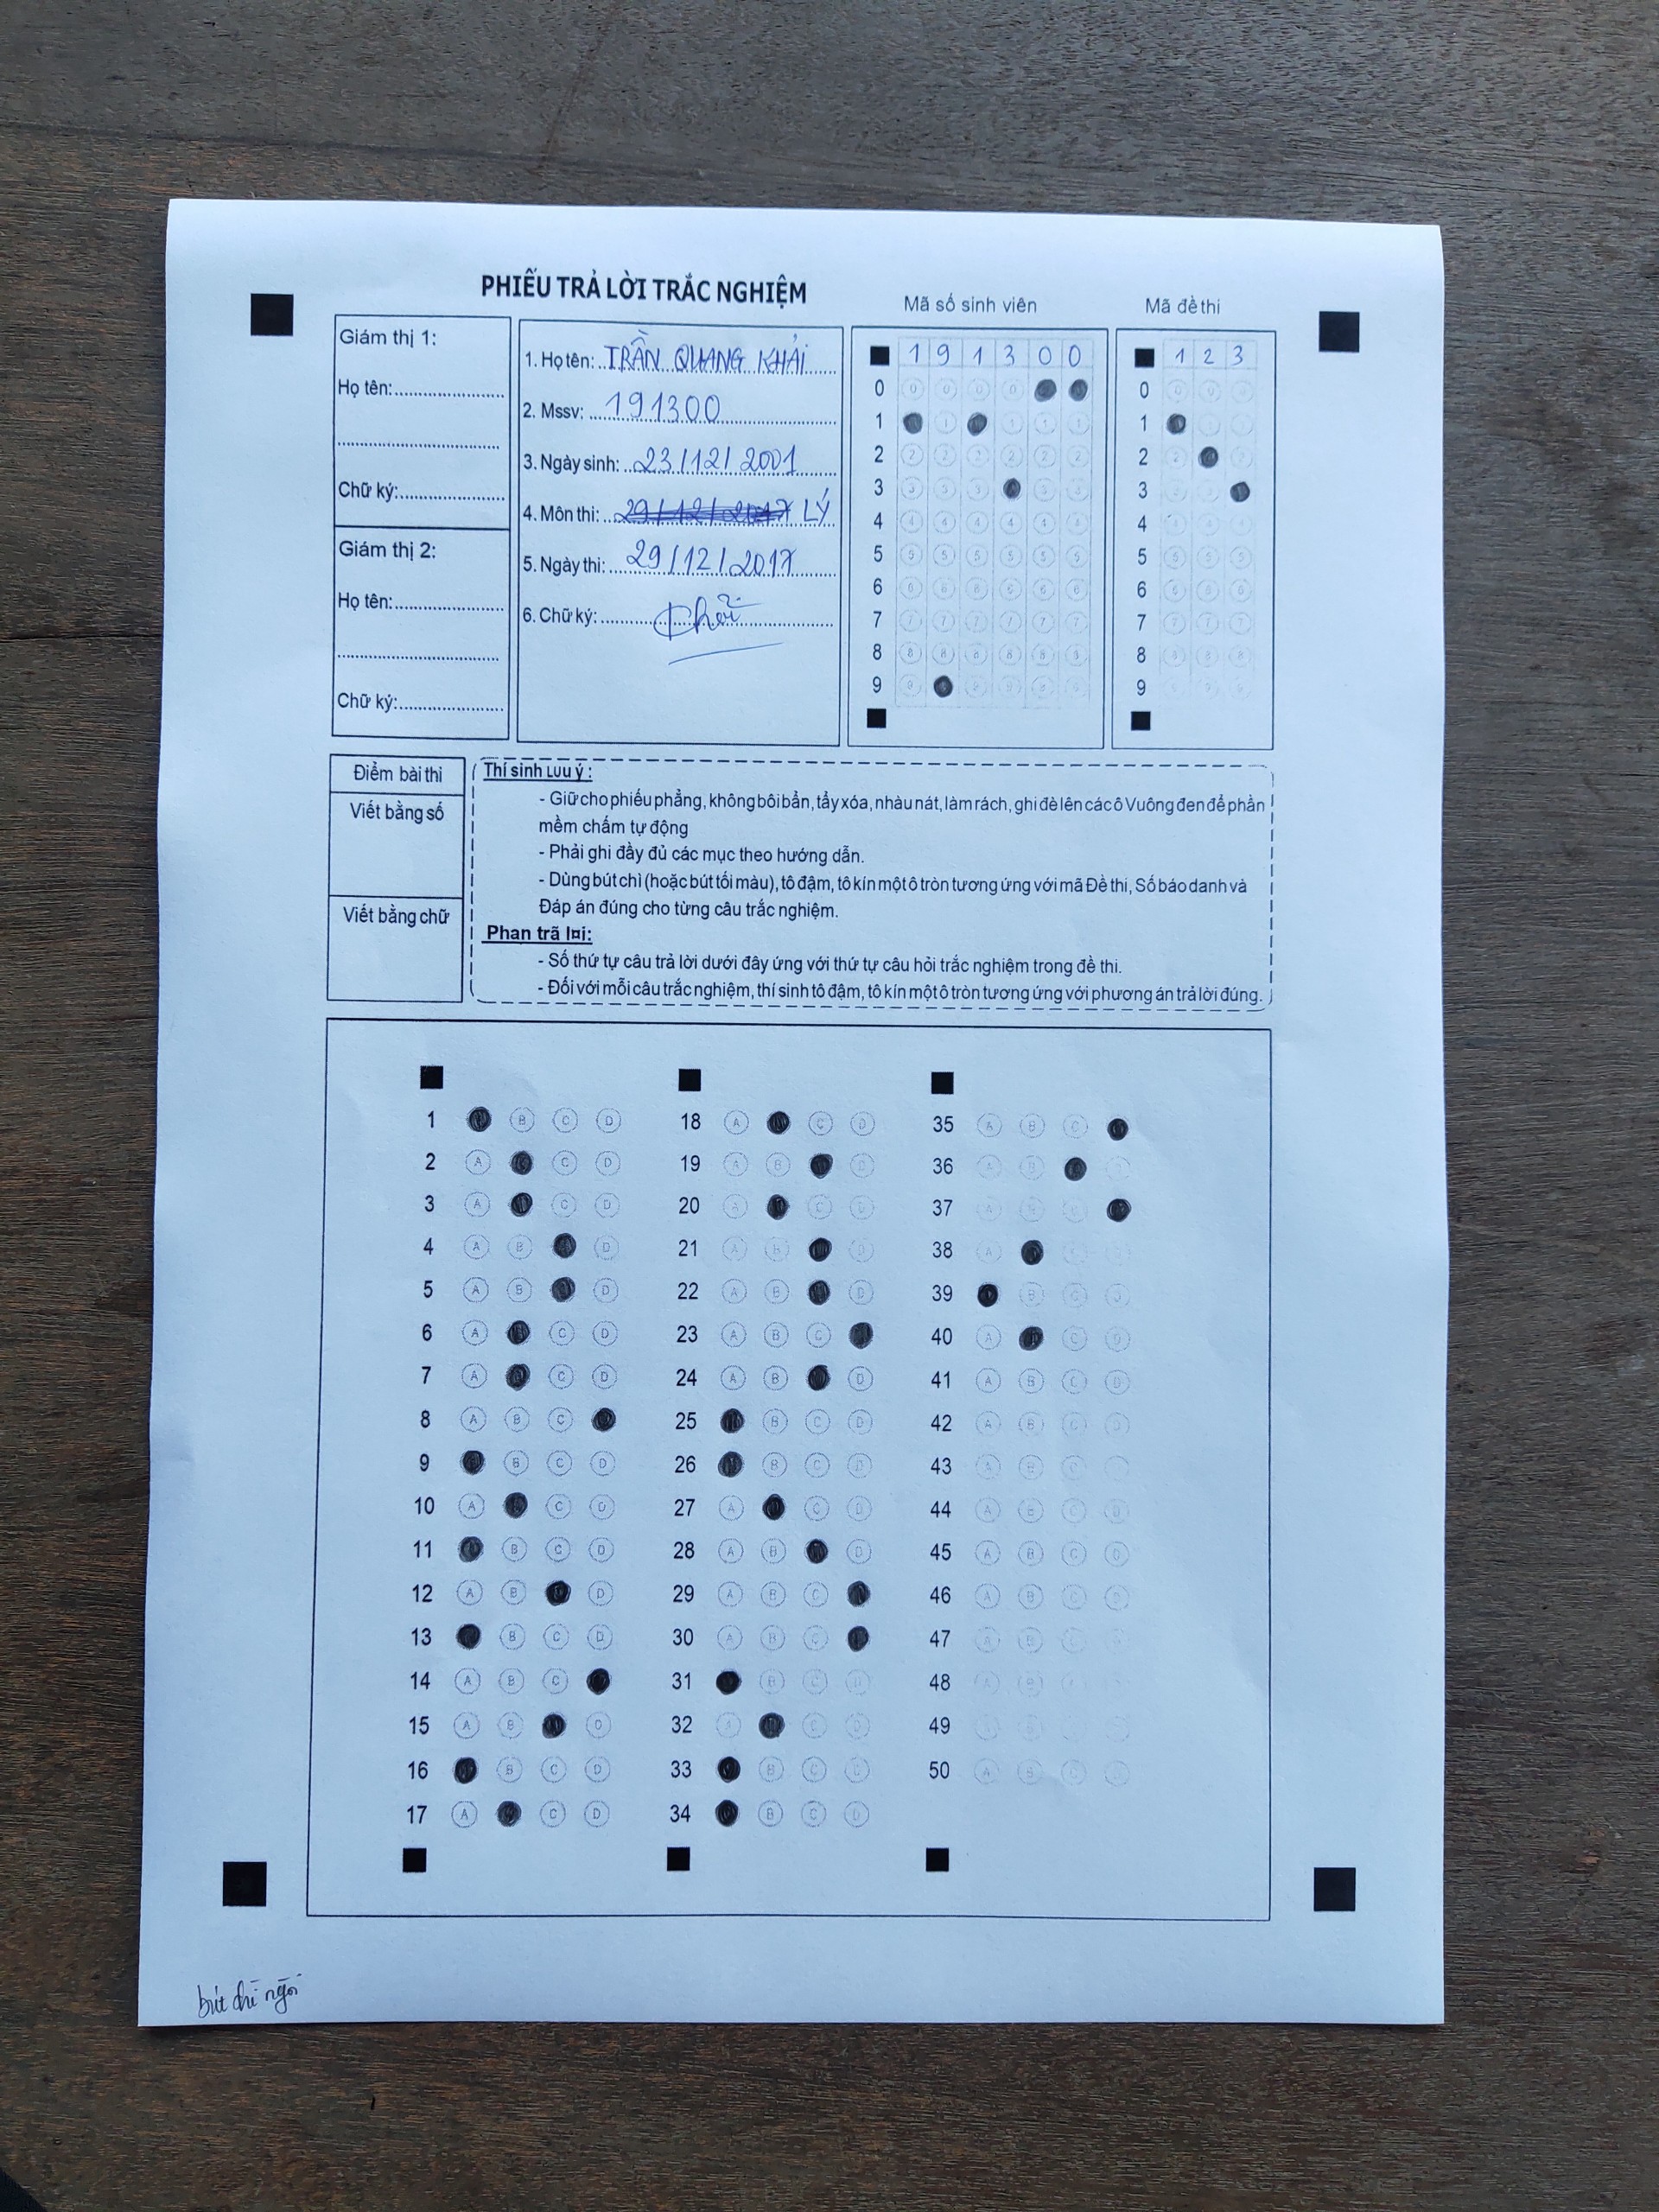 PHIẾU TRẢ LỜI TRẮC NGHIỆM
Giám thị 1:
Họ tên:
Chữ ký:
Giám thị 2:
Họ tên:
Chữ ký:
1. Họ tên: TRẦN QUANG KHẢI
2. Mssv: 191300
3. Ngày sinh: 23/12/2001
4. Môn thi: 29/12/2017 LÝ
5. Ngày thi: 29/12/2017
6. Chữ ký: Khải
Mã số sinh viên
1 9 1 3 0 0
0 0 0 0
1 1 1 1 1
2 2 2 2 2 2 2
3 3 3 3 3 3
4 4 4 4 4 4 4
5 5 5 5 5 5 5
6 6 6 6 6 6 6
7 7 7 7 7 7 7
8 8 8 8 8 8 8
9 9 9 9 9 9
Mã đề thi
1 2 3
0 0 0 0
1 1 1
2 2 2
3 3 3
4 4 4 4
5 5 5 5
6 6 6 6
7 7 7 7
8 8 8 8
9 9 9 9
Điểm bài thi
Viết bằng số
Viết bằng chữ
Thí sinh Lưu ý :
- Giữ cho phiếu phẳng, không bôi bẩn, tẩy xóa, nhàu nát, làm rách, ghi đè lên các ô Vuông đen để phần
mềm chấm tự động
- Phải ghi đầy đủ các mục theo hướng dẫn.
- Dùng bút chì (hoặc bút tối màu), tô đậm, tô kín một ô tròn tương ứng với mã Đề thi, Số báo danh và
Đáp án đúng cho từng câu trắc nghiệm.
Phan trã l¤i:
- Số thứ tự câu trả lời dưới đây ứng với thứ tự câu hỏi trắc nghiệm trong đề thi.
- Đối với mỗi câu trắc nghiệm, thí sinh tô đậm, tô kín một ô tròn tương ứng với phương án trả lời đúng.
1 B C D
2 A C D
3 A C D
4 A B D
5 A B D
6 A C D
7 A C D
8 A B C
9 B C D
10 A C D
11 B C D
12 A B D
13 B C D
14 A B C
15 A B D
16 B C D
17 A C D
18 A C D
19 A B D
20 A C D
21 A B D
22 A B D
23 A B C
24 A B D
25 B C D
26 B C D
27 A C D
28 A B D
29 A B C
30 A B C
31 B C D
32 A C D
33 B C D
34 B C D
35 A B C
36 A B D
37 A B C
38 A
39 B C D
40 A C D
41 A B C D
42 A B C D
43 A B C
44 A B C D
45 A B C D
46 A B C D
47 A B
48 A B
49
50 A B
bút chì ngòi